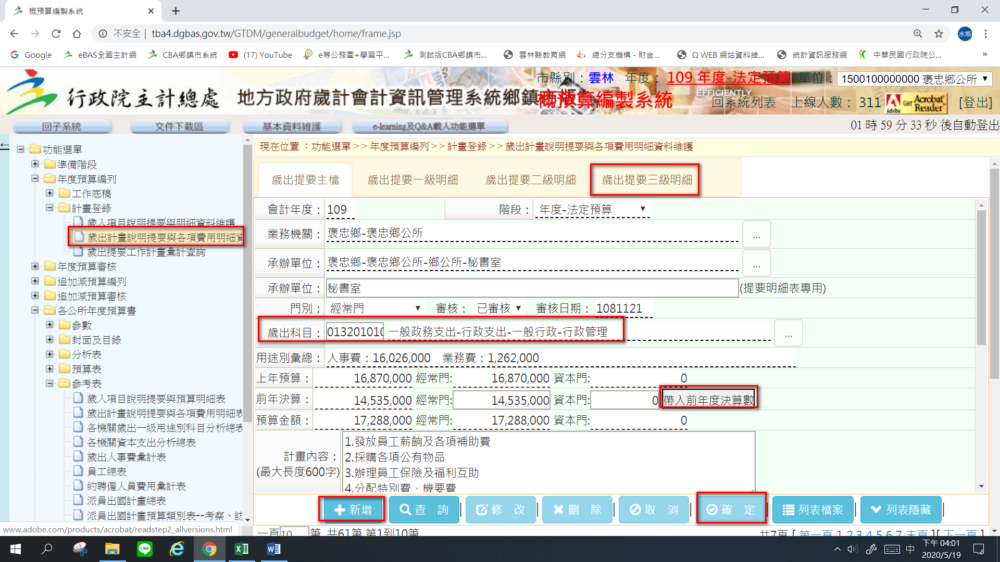 概預算編製系統
不安全 | tba4.dgbas.gov.tw/GTDM/generalbudget/home/frame.jsp
水瓶
Google eBAS全國主計網 CBA鄉鎮市系統 (17) YouTube e等公務園+學習平... 測試版CBA鄉鎮市... 雲林縣教育網 總分支機構 - 財金... Ω WEB 網站資料維... 統計資訊服務網 中華民國行政院公... »
行政院主計總處 地方政府歲計會計資訊管理系統鄉鎮
市縣別：雲林 年度：109 年度-法定預算 單位：1500100000000 褒忠鄉公所
EFFICIENTLY
概預算編製系統 回系統列表 上線人數：311 Adobe Get Acrobat Reader [登出]
回子系統 文件下載區 基本資料維護 e-learning及Q&A載入功能選單
01 時 59 分 33 秒 後自動登出
←
功能選單
準備階段
年度預算編列
工作底稿
計畫登錄
歲入項目說明提要與明細資料維護
歲出計畫說明提要與各項費用明細資
歲出提要工作計畫彙計查詢
年度預算審核
追加減預算編列
追加減預算審核
各公所年度預算書
參數
封面及目錄
分析表
預算表
參考表
歲入項目說明提要與預算明細表
歲出計畫說明提要與各項費用明細表
各機關歲出一級用途別科目分析總表
各機關資本支出分析總表
歲出人事費彙計表
員工總表
約聘僱人員費用彙計表
派員出國計畫總表
派員出國計畫預算類別表--考察、訪
www.adobe.com/products/acrobat/readstep2_allversions.html
現在位置：功能選單>>年度預算編列>>計畫登錄>>歲出計畫說明提要與各項費用明細資料維護
歲出提要主檔 歲出提要一級明細 歲出提要二級明細 歲出提要三級明細
會計年度：109 階段：年度-法定預算
業務機關：褒忠鄉-褒忠鄉公所 ...
承辦單位：褒忠鄉-褒忠鄉公所-鄉公所-秘書室 ...
承辦單位：秘書室 (提要明細表專用)
門別：經常門 審核：已審核 審核日期：1081121
歲出科目：013201010 一般政務支出-行政支出-一般行政-行政管理 ...
用途別彙總：人事費：16,026,000 業務費：1,262,000
上年預算：16,870,000 經常門: 16,870,000 資本門: 0
前年決算：14,535,000 經常門: 14,535,000 資本門: 0 帶入前年度決算數
預算金額：17,288,000 經常門: 17,288,000 資本門: 0
計畫內容：
(最大長度600字)
1.發放員工薪餉及各項補助費
2.採購各項公有物品
3.辦理員工保險及福利互助
4.分配特別費、機要費
新增 查 詢 修 改 刪 除 取 消 確 定 列表檔案 列表隱藏
一頁10 筆 共61筆 第1到10筆 共7頁 [ 第一頁 1 2 3 4 5 6 7 末頁 ][ 下一頁 ]
LINE
中 下午 04:01
2020/5/19